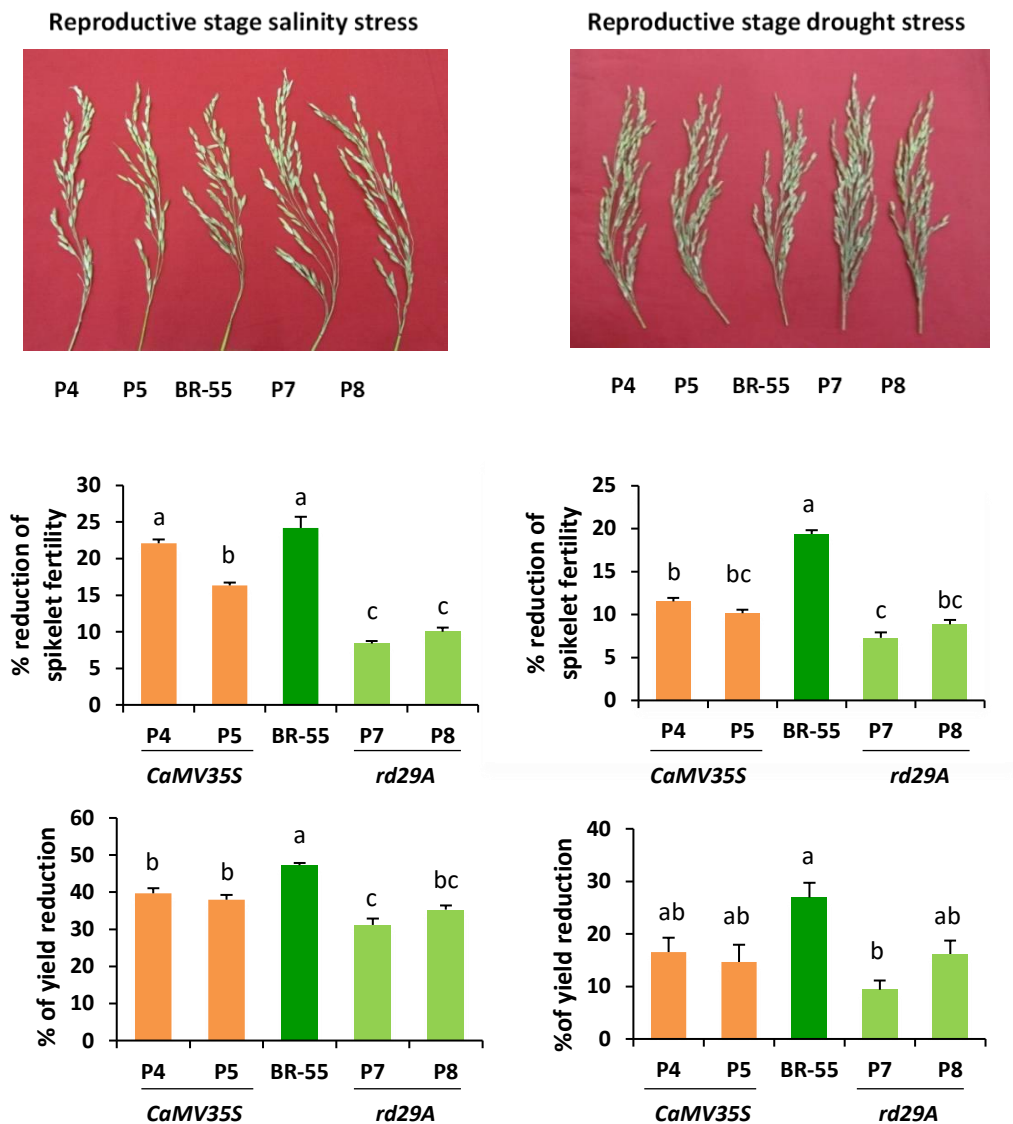 Reproductive stage salinity stress
Reproductive stage drought stress
P4 P5 BR-55 P7 P8
P4 P5 BR-55 P7 P8
% reduction of
spikelet fertility
30
25
20
15
10
5
0
a
b
a
c
c
P4 P5 BR-55 P7 P8
CaMV35S rd29A
% reduction of
spikelet fertility
25
20
15
10
5
0
b
bc
a
c
bc
P4 P5 BR-55 P7 P8
CaMV35S rd29A
% of yield reduction
60
50
40
30
20
10
0
b
b
a
c
bc
P4 P5 BR-55 P7 P8
CaMV35S rd29A
%of yield reduction
40
30
20
10
0
ab
ab
a
b
ab
P4 P5 BR-55 P7 P8
CaMV35S rd29A